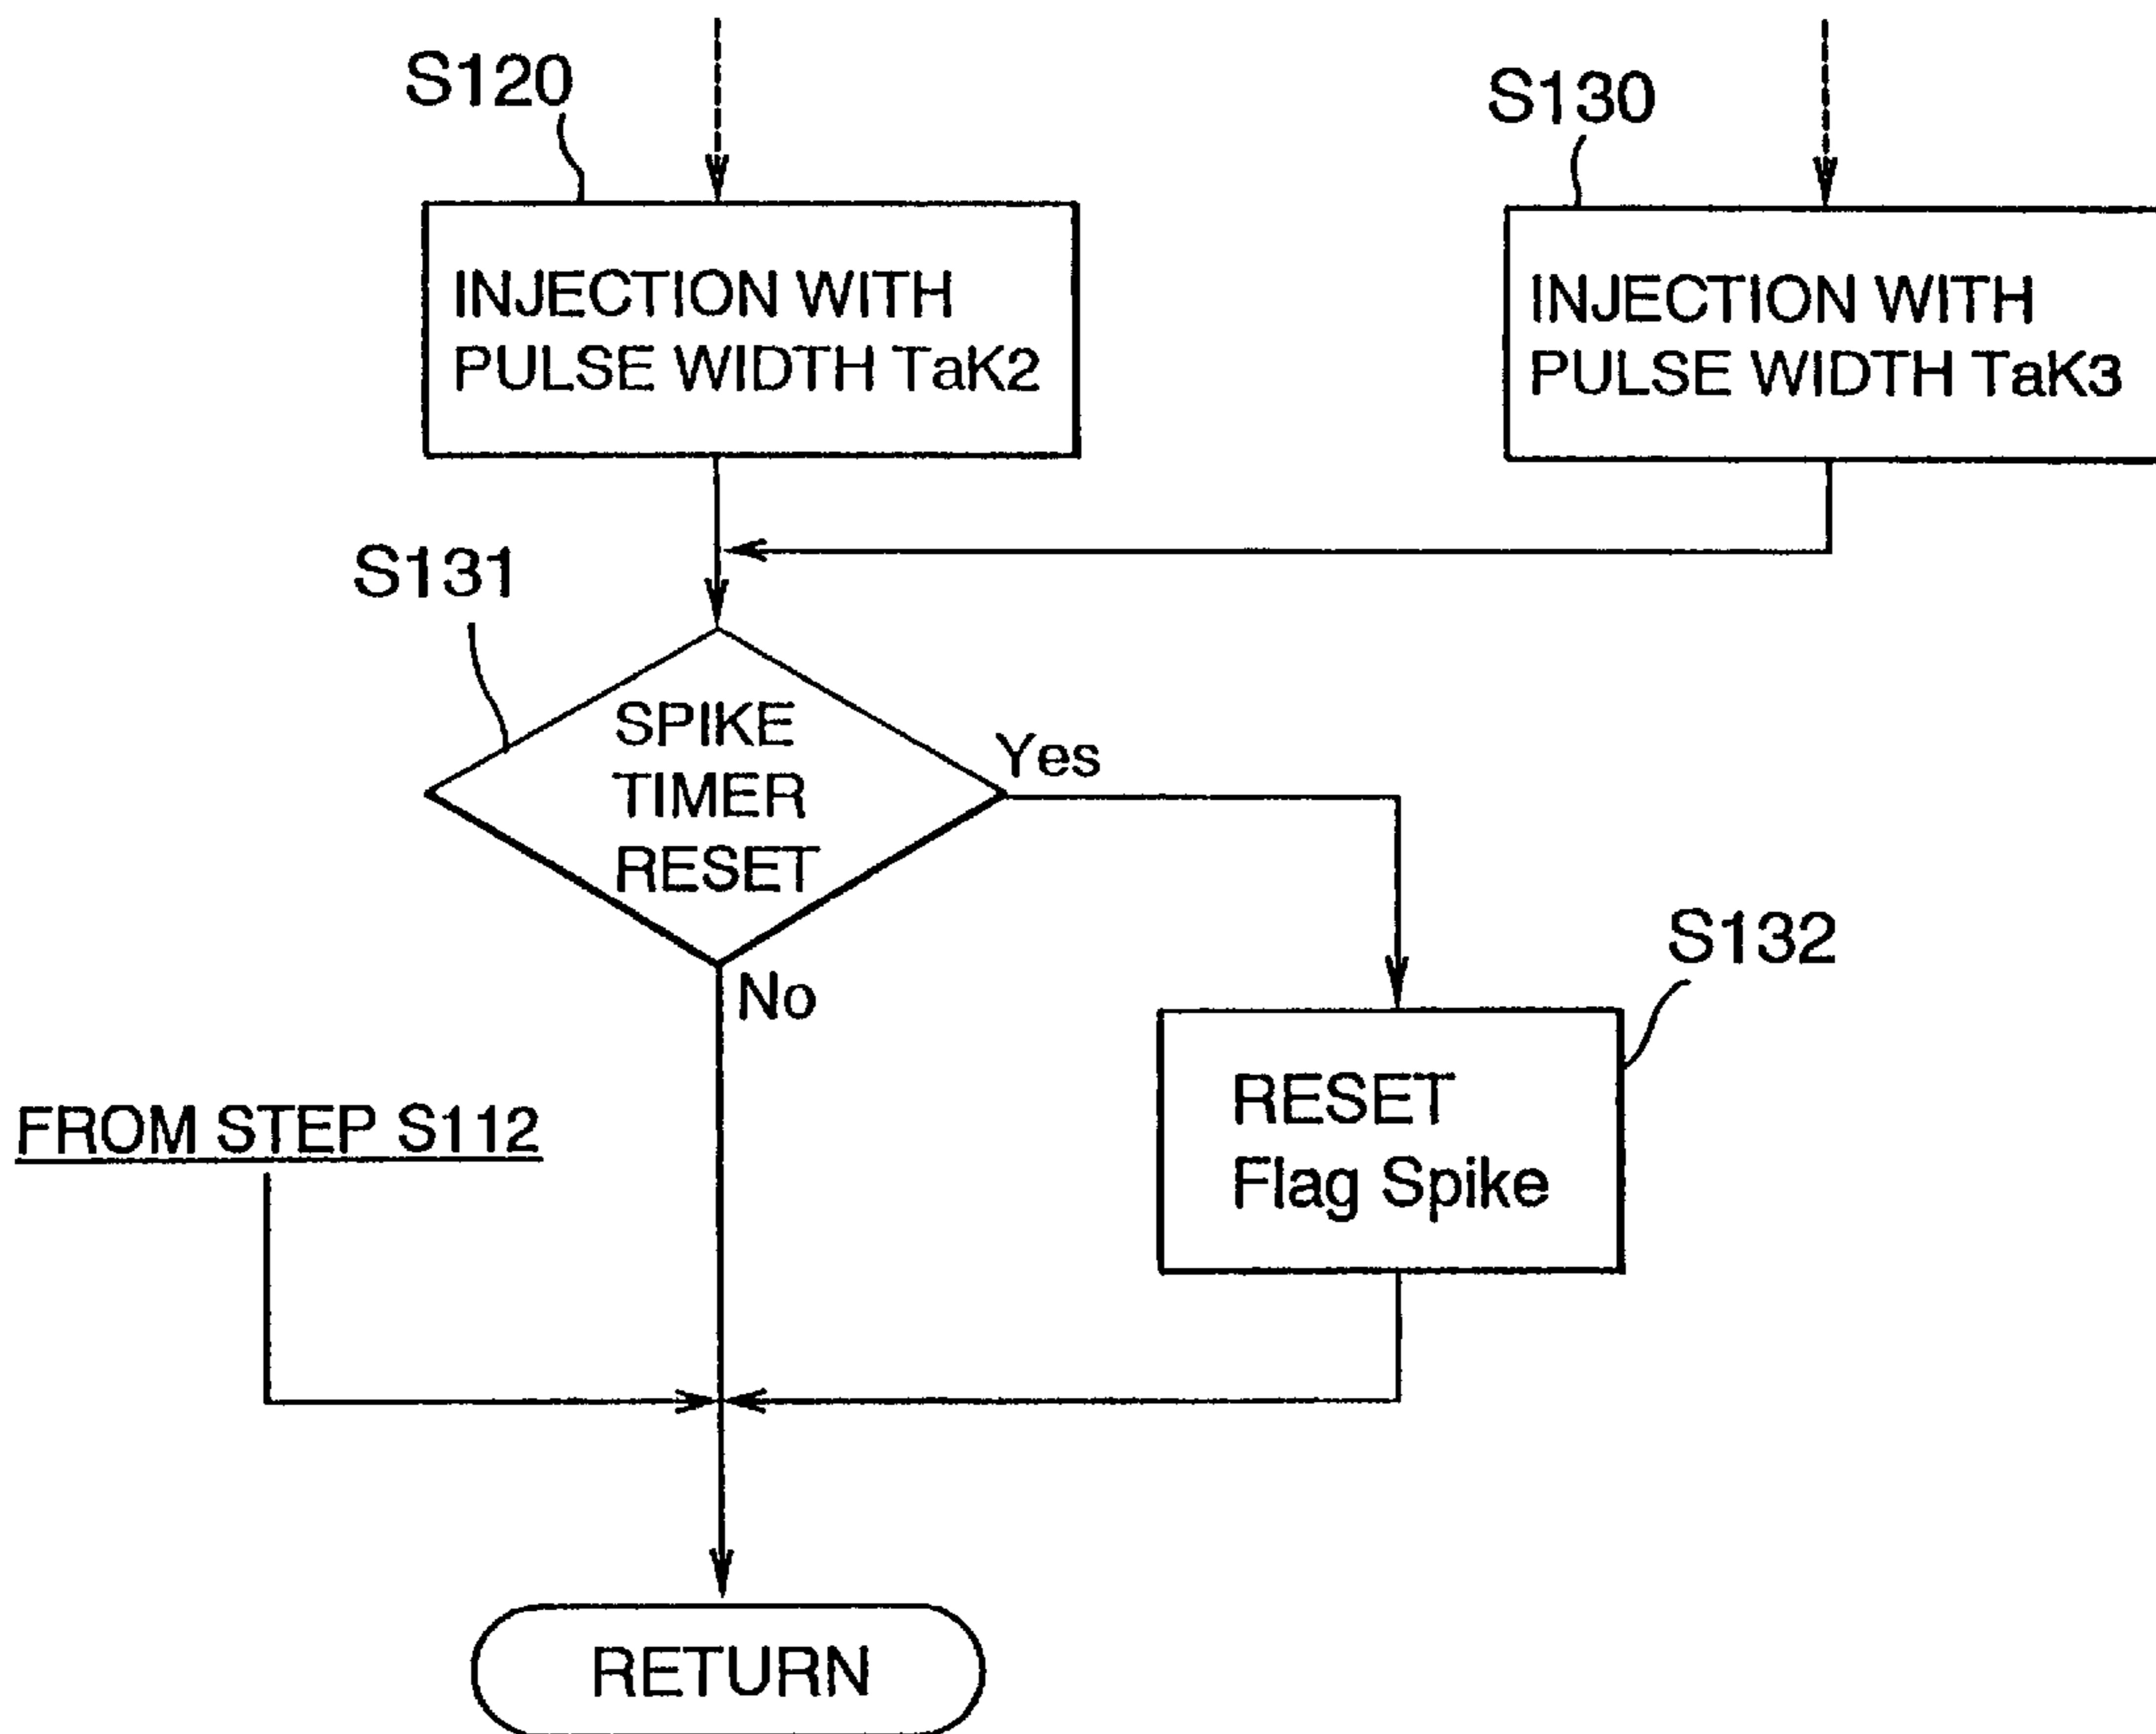 S120
S130
INJECTION WITH
PULSE WIDTH TaK2
INJECTION WITH
PULSE WIDTH TaK3
S131
SPIKE
TIMER
RESET
Yes
No
S132
RESET
Flag Spike
FROM STEP S112
RETURN